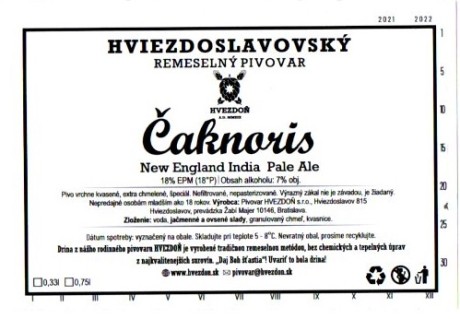 2021 2022
HVIEZDOSLAVOVSKÝ
REMESELNÝ PIVOVAR
HVEZDOŇ
Čaknoris
New England India Pale Ale
18% EPM (18°P) Obsah alkoholu: 7% obj.
Pivo vrchne kvasené, extra chmelené, špeciál. Nefiltrované, nepasterizované. Výrazný zákal nie je závadou, je žiadaný.
Nepredajné osobám mladším ako 18 rokov. Výrobca: Pivovar HVEZDOŇ s.r.o., Hviezdoslavov 815
Hviezdoslavov, prevádzka Žabí Majer 10146, Bratislava.
Zloženie: voda, jačmenné a ovsené slady, granulovaný chmeľ, kvasnice.
Dátum spotreby: vyznačený na obale. Skladujte pri teplote 5 - 8°C. Nevratný obal, prosíme recyklujte.
Drina z nášho rodinného pivovaru HVEZDOŇ je vyrobené tradičnou remeselnou metódou, bez chemických a tepelných úprav
z najkvalitenejších surovín. „Daj Boh šťastia“! Uvariť to bola drina!
www.hvezdon.sk pivovar@hvezdon.sk
0,33l 0,75l
1
5
10
15
20
25
30
I II III IV V VI VII VIII IX X XI XII